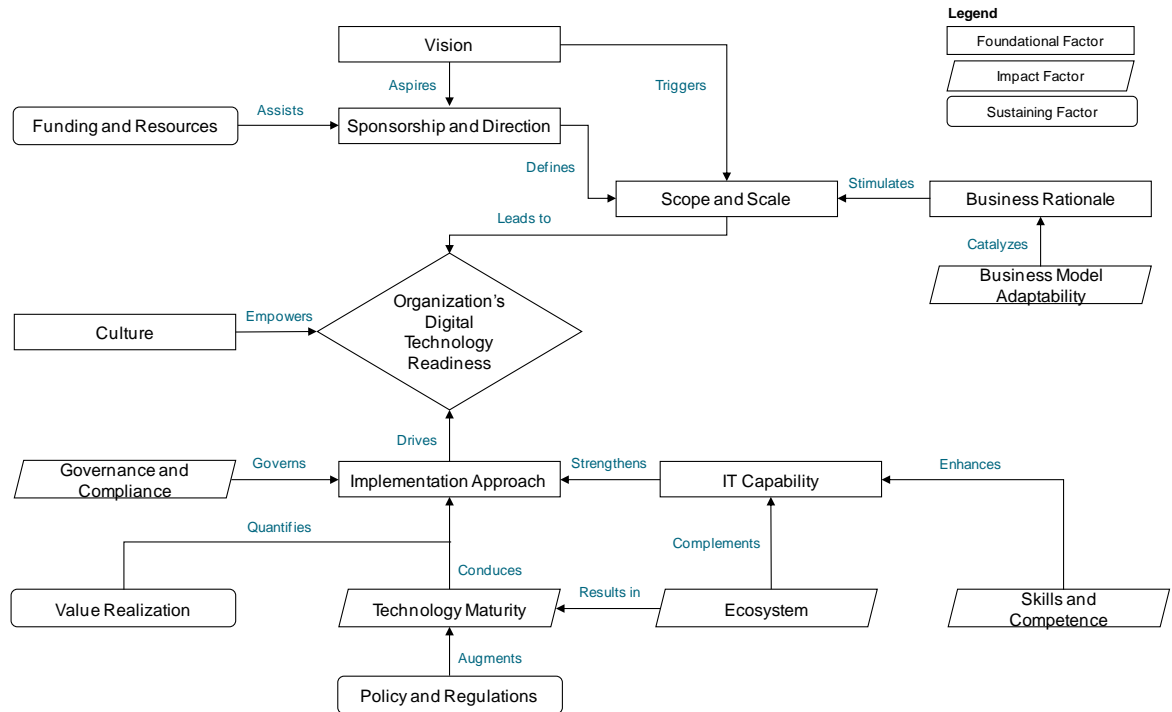 Legend
Foundational Factor
Impact Factor
Sustaining Factor
Vision
Aspires
Triggers
Funding and Resources
Assists
Sponsorship and Direction
Defines
Scope and Scale
Stimulates
Business Rationale
Leads to
Catalyzes
Business Model
Adaptability
Organization's
Digital
Technology
Readiness
Culture
Empowers
Drives
Governance and
Compliance
Governs
Implementation Approach
Strengthens
IT Capability
Enhances
Quantifies
Complements
Conduces
Value Realization
Technology Maturity
Results in
Ecosystem
Skills and
Competence
Augments
Policy and Regulations